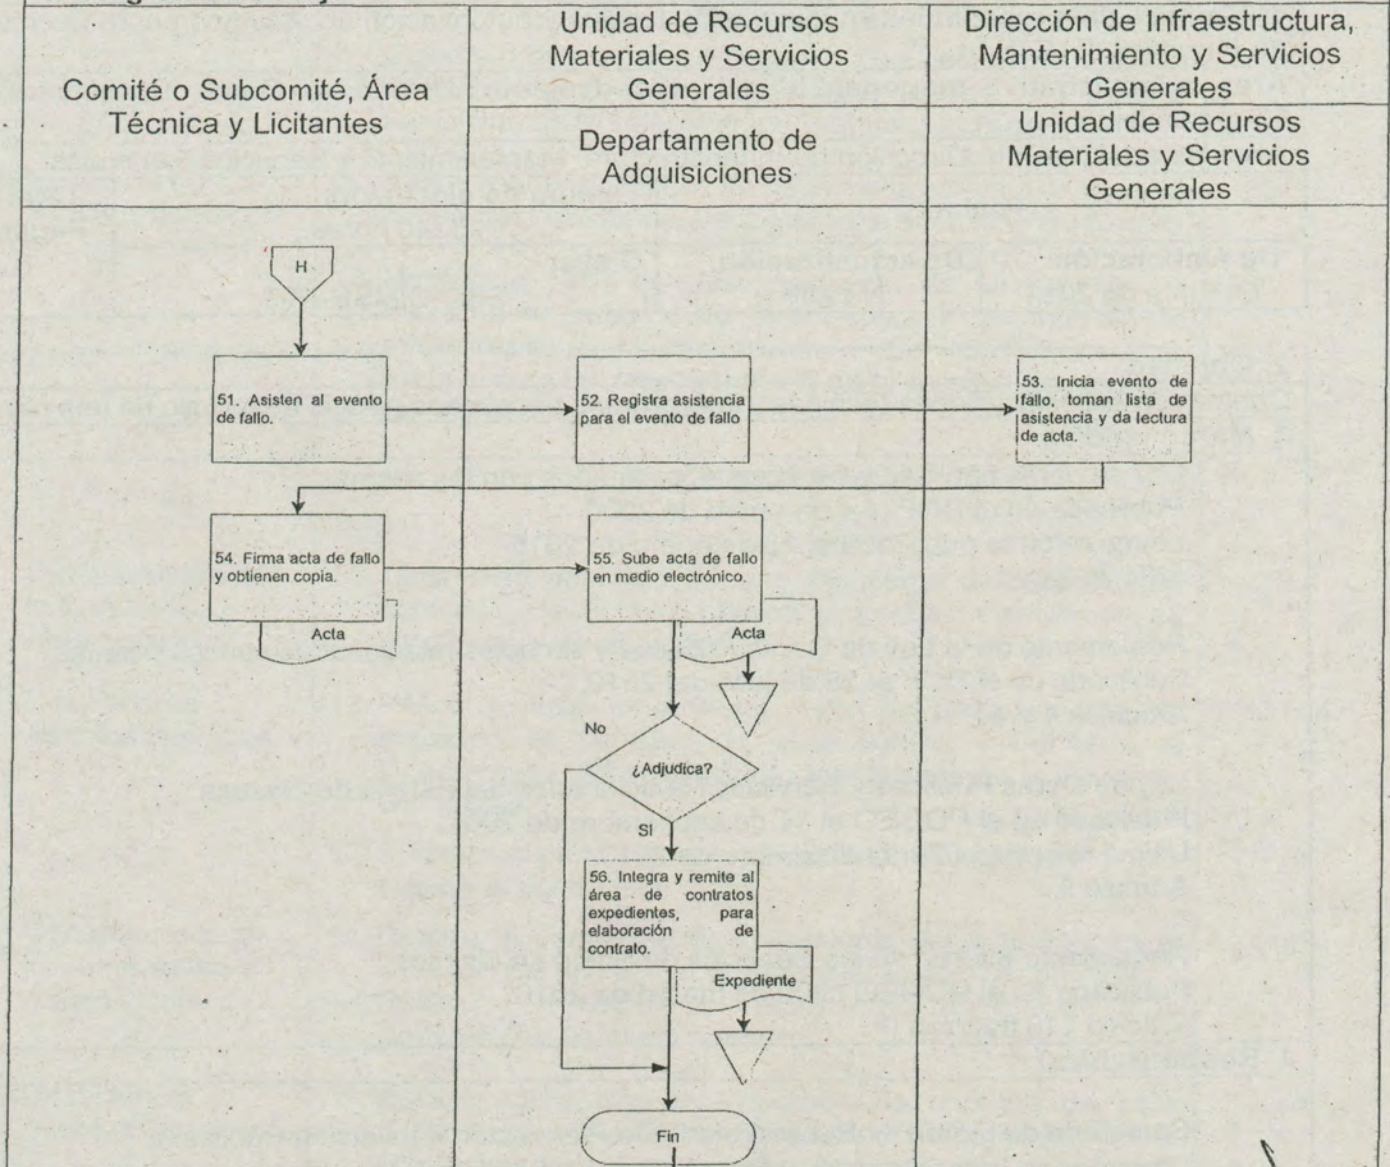 Comité o Subcomité, Área
Técnica y Licitantes
Unidad de Recursos
Materiales y Servicios
Generales
Departamento de
Adquisiciones
Dirección de Infraestructura,
Mantenimiento y Servicios
Generales
Unidad de Recursos
Materiales y Servicios
Generales
H
51. Asisten al evento
de fallo.
52. Registra asistencia
para el evento de fallo
53. Inicia evento de
fallo, toman lista de
asistencia y da lectura
de acta.
54. Firma acta de fallo
y obtienen copia.
Acta
55. Sube acta de fallo
en medio electrónico.
Acta
No
¿Adjudica?
SI
56. Integra y remite al
área de contratos
expedientes, para
elaboración de
contrato.
Expediente
Fin